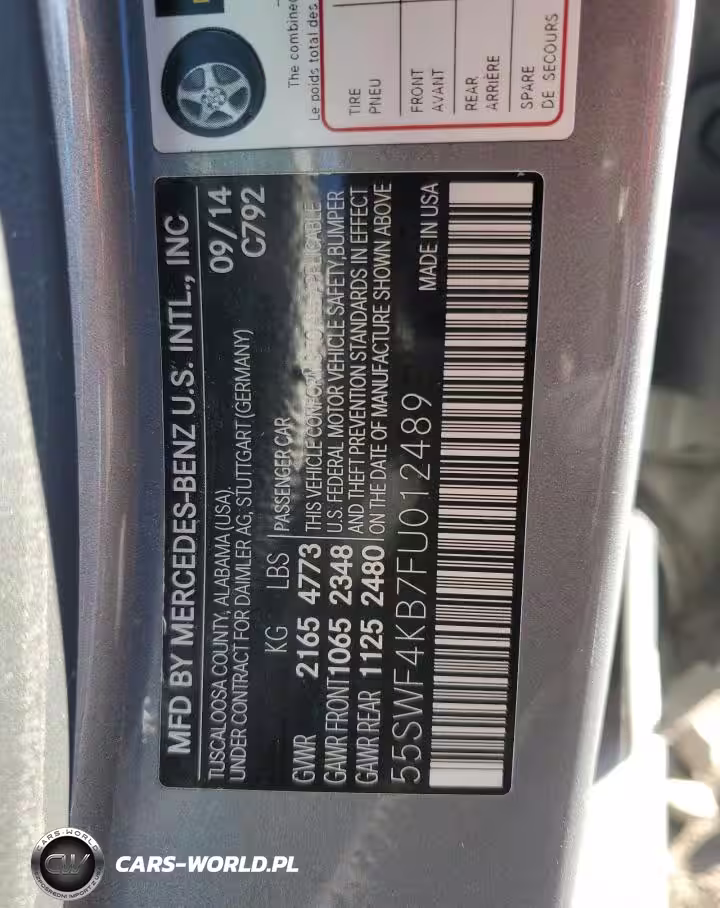 The combined
Le poids total des
TIRE
PNEU
FRONT
AVANT
REAR
ARRIÈRE
SPARE
DE SECOURS
MFD BY MERCEDES-BENZ U.S. INTL., INC
TUSCALOOSA COUNTY, ALABAMA (USA).
UNDER CONTRACT FOR DAIMLER AG, STUTTGART (GERMANY)
09/14
C792
KG LBS
GVWR 2165 4773
GAWR FRONT 1065 2348
GAWR REAR 1125 2480
PASSENGER CAR
THIS VEHICLE CONFORMS TO ALL APPLICABLE
U.S. FEDERAL MOTOR VEHICLE SAFETY, BUMPER
AND THEFT PREVENTION STANDARDS IN EFFECT
ON THE DATE OF MANUFACTURE SHOWN ABOVE
55SWF4KB7FU012489
MADE IN USA
CARS-WORLD
CW
CARS-WORLD.PL